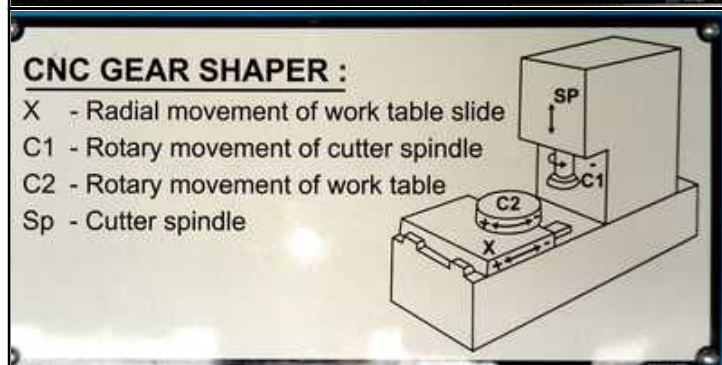 CNC GEAR SHAPER :
X - Radial movement of work table slide
C1 - Rotary movement of cutter spindle
C2 - Rotary movement of work table
Sp - Cutter spindle
SP
- C1
C2
+ -
X
+ -